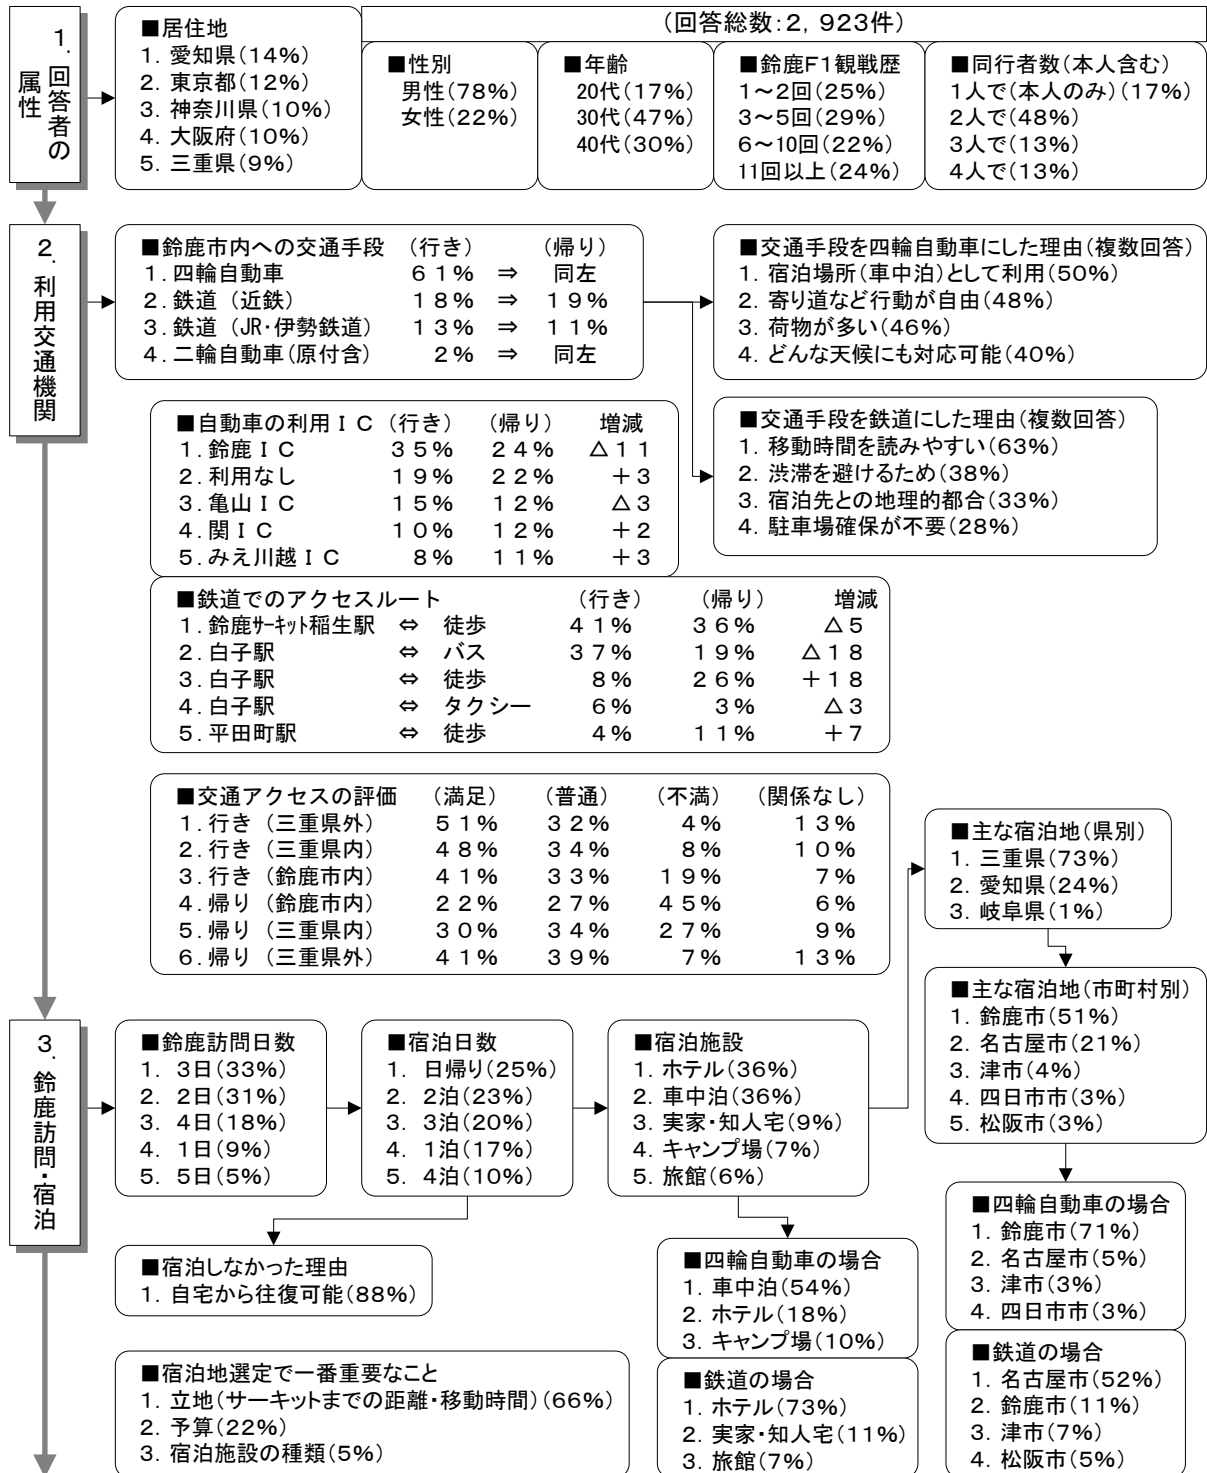 1.回答者の属性
■居住地
1. 愛知県(14%)
2. 東京都(12%)
3. 神奈川県(10%)
4. 大阪府(10%)
5. 三重県(9%)
(回答総数:2,923件)
■性別
男性(78%)
女性(22%)
■年齢
20代(17%)
30代(47%)
40代(30%)
■鈴鹿F1観戦歴
1～2回(25%)
3～5回(29%)
6～10回(22%)
11回以上(24%)
■同行者数(本人含む)
1人で(本人のみ)(17%)
2人で(48%)
3人で(13%)
4人で(13%)
2.利用交通機関
■鈴鹿市内への交通手段 (行き) (帰り)
1.四輪自動車 61% ⇒ 同左
2.鉄道(近鉄) 18% ⇒ 19%
3.鉄道(JR・伊勢鉄道) 13% ⇒ 11%
4.二輪自動車(原付含) 2% ⇒ 同左
■交通手段を四輪自動車にした理由(複数回答)
1. 宿泊場所(車中泊)として利用(50%)
2. 寄り道など行動が自由(48%)
3. 荷物が多い(46%)
4. どんな天候にも対応可能(40%)
■自動車の利用IC (行き) (帰り) 増減
1.鈴鹿IC 35% 24% △11
2.利用なし 19% 22% +3
3.亀山IC 15% 12% △3
4.関IC 10% 12% +2
5.みえ川越IC 8% 11% +3
■交通手段を鉄道にした理由(複数回答)
1. 移動時間を読みやすい(63%)
2. 渋滞を避けるため(38%)
3. 宿泊先との地理的都合(33%)
4. 駐車場確保が不要(28%)
■鉄道でのアクセスルート (行き) (帰り) 増減
1.鈴鹿サーキット稲生駅 ⇔ 徒歩 41% 36% △5
2.白子駅 ⇔ バス 37% 19% △18
3.白子駅 ⇔ 徒歩 8% 26% +18
4.白子駅 ⇔ タクシー 6% 3% △3
5.平田町駅 ⇔ 徒歩 4% 11% +7
■交通アクセスの評価 (満足) (普通) (不満) (関係なし)
1.行き(三重県外) 51% 32% 4% 13%
2.行き(三重県内) 48% 34% 8% 10%
3.行き(鈴鹿市内) 41% 33% 19% 7%
4.帰り(鈴鹿市内) 22% 27% 45% 6%
5.帰り(三重県内) 30% 34% 27% 9%
6.帰り(三重県外) 41% 39% 7% 13%
■主な宿泊地(県別)
1. 三重県(73%)
2. 愛知県(24%)
3. 岐阜県(1%)
■主な宿泊地(市町村別)
1. 鈴鹿市(51%)
2. 名古屋市(21%)
3. 津市(4%)
4. 四日市市(3%)
5. 松阪市(3%)
3.鈴鹿訪問・宿泊
■鈴鹿訪問日数
1. 3日(33%)
2. 2日(31%)
3. 4日(18%)
4. 1日(9%)
5. 5日(5%)
■宿泊日数
1. 日帰り(25%)
2. 2泊(23%)
3. 3泊(20%)
4. 1泊(17%)
5. 4泊(10%)
■宿泊施設
1. ホテル(36%)
2. 車中泊(36%)
3. 実家・知人宅(9%)
4. キャンプ場(7%)
5. 旅館(6%)
■宿泊しなかった理由
1. 自宅から往復可能(88%)
■四輪自動車の場合
1. 車中泊(54%)
2. ホテル(18%)
3. キャンプ場(10%)
■四輪自動車の場合
1. 鈴鹿市(71%)
2. 名古屋市(5%)
3. 津市(3%)
4. 四日市市(3%)
■宿泊地選定で一番重要なこと
1. 立地(サーキットまでの距離・移動時間)(66%)
2. 予算(22%)
3. 宿泊施設の種類(5%)
■鉄道の場合
1. ホテル(73%)
2. 実家・知人宅(11%)
3. 旅館(7%)
■鉄道の場合
1. 名古屋市(52%)
2. 鈴鹿市(11%)
3. 津市(7%)
4. 松阪市(5%)